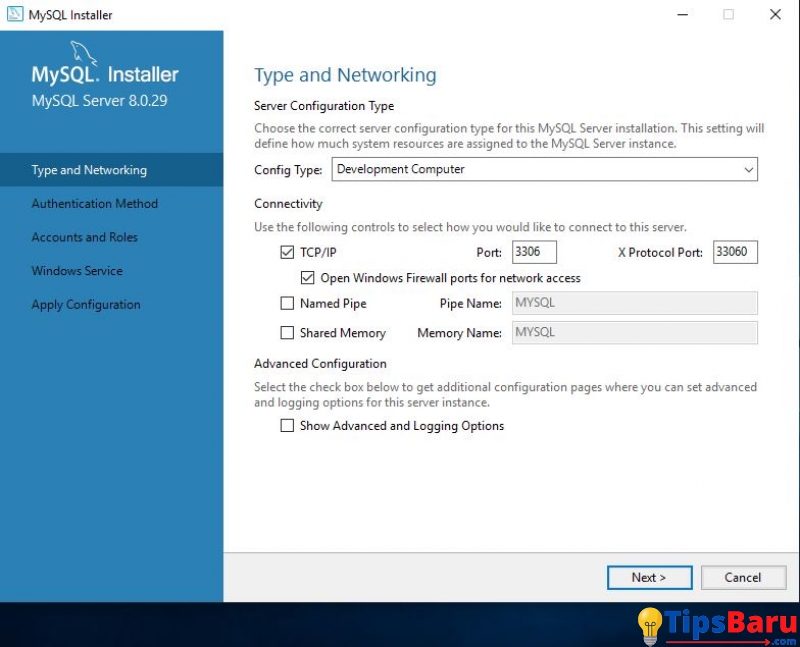 MySQL Installer
MySQL. Installer
MySQL Server 8.0.29
Type and Networking
Authentication Method
Accounts and Roles
Windows Service
Apply Configuration
Type and Networking
Server Configuration Type
Choose the correct server configuration type for this MySQL Server installation. This setting will
define how much system resources are assigned to the MySQL Server instance.
Config Type: Development Computer
Connectivity
Use the following controls to select how you would like to connect to this server.
TCP/IP Port: 3306 X Protocol Port: 33060
Open Windows Firewall ports for network access
Named Pipe Pipe Name: MYSQL
Shared Memory Memory Name: MYSQL
Advanced Configuration
Select the check box below to get additional configuration pages where you can set advanced
and logging options for this server instance.
Show Advanced and Logging Options
Next > Cancel
TipsBaru
.com